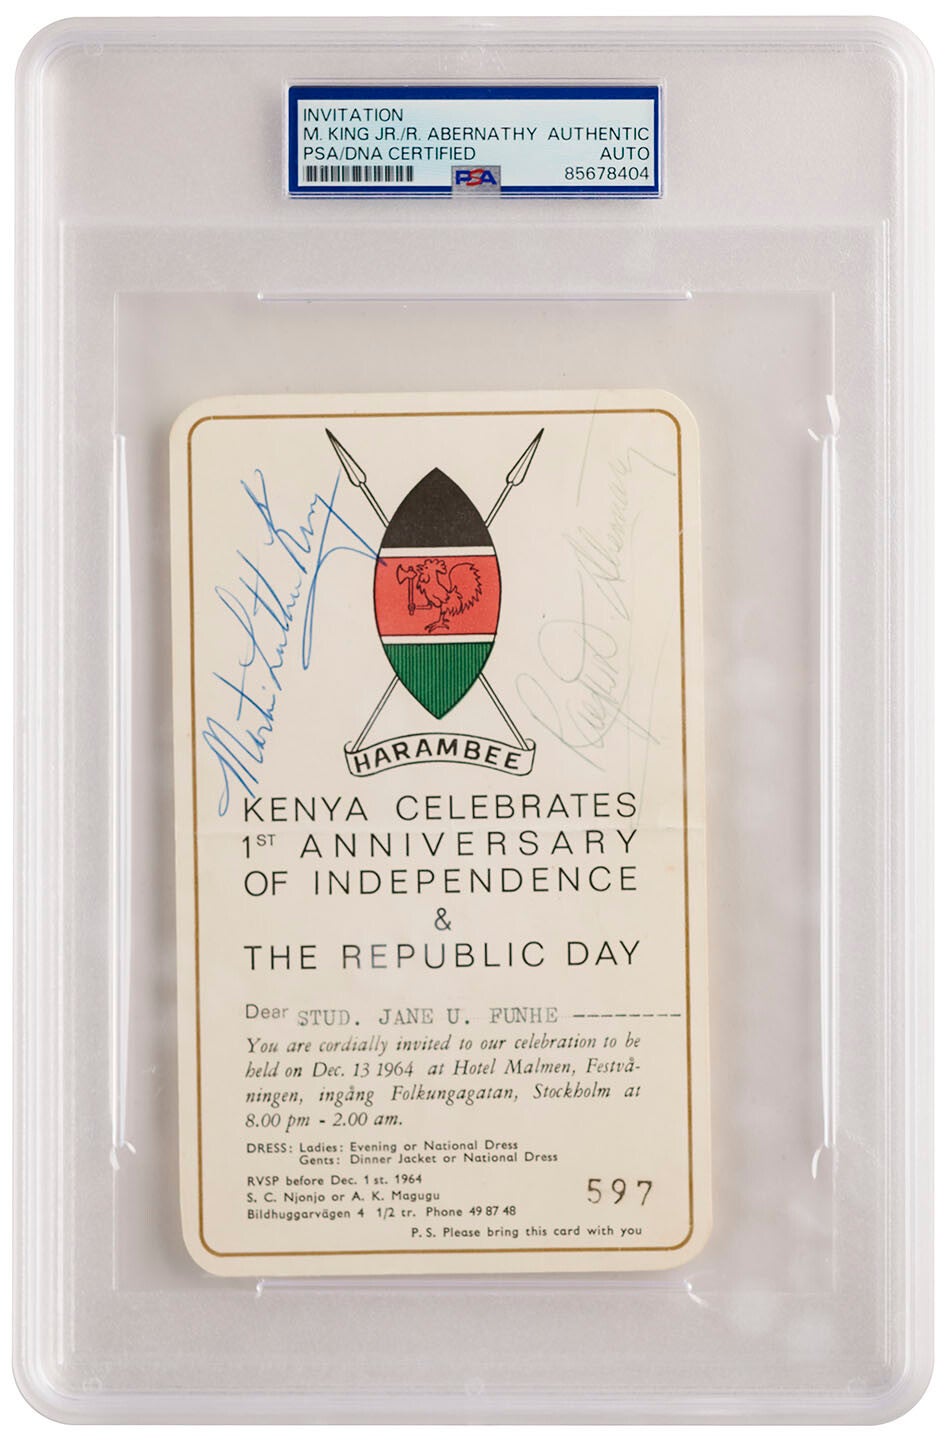 INVITATION
M. KING JR./R. ABERNATHY AUTHENTIC
PSA/DNA CERTIFIED AUTO
PSA 85678404
Martin Luther King
Ralph D. Abernathy
HARAMBEE
KENYA CELEBRATES
1ST ANNIVERSARY
OF INDEPENDENCE
&
THE REPUBLIC DAY
Dear STUD. JANE U. FUNHE --------
You are cordially invited to our celebration to be
held on Dec. 13 1964 at Hotel Malmen, Festvå-
ningen, ingång Folkungagatan, Stockholm at
8.00 pm - 2.00 am.
DRESS: Ladies: Evening or National Dress
Gents: Dinner Jacket or National Dress
RVSP before Dec. 1 st. 1964
S. C. Njonjo or A. K. Magugu
Bildhuggarvägen 4 1/2 tr. Phone 49 87 48
597
P. S. Please bring this card with you